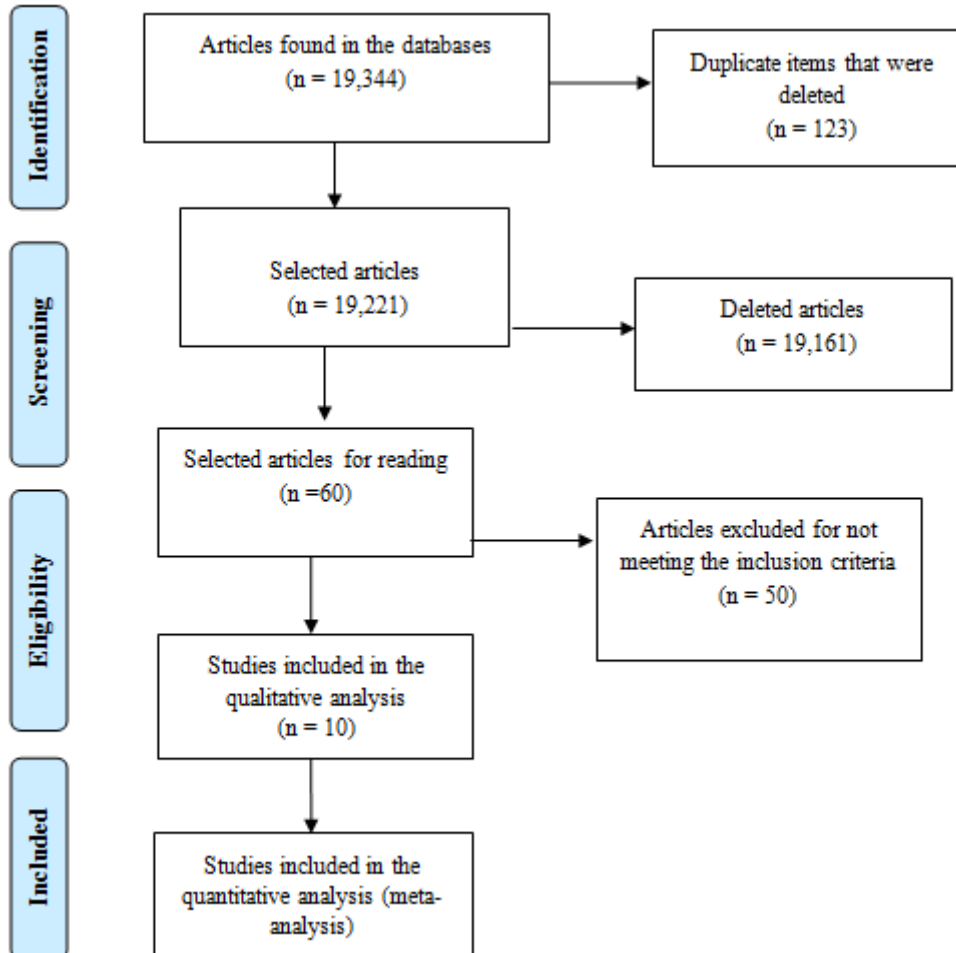 Identification
Articles found in the databases
(n = 19,344)
Duplicate items that were
deleted
(n = 123)
Screening
Selected articles
(n = 19,221)
Deleted articles
(n = 19,161)
Selected articles for reading
(n =60)
Eligibility
Articles excluded for not
meeting the inclusion criteria
(n = 50)
Studies included in the
qualitative analysis
(n = 10)
Included
Studies included in the
quantitative analysis (meta-
analysis)